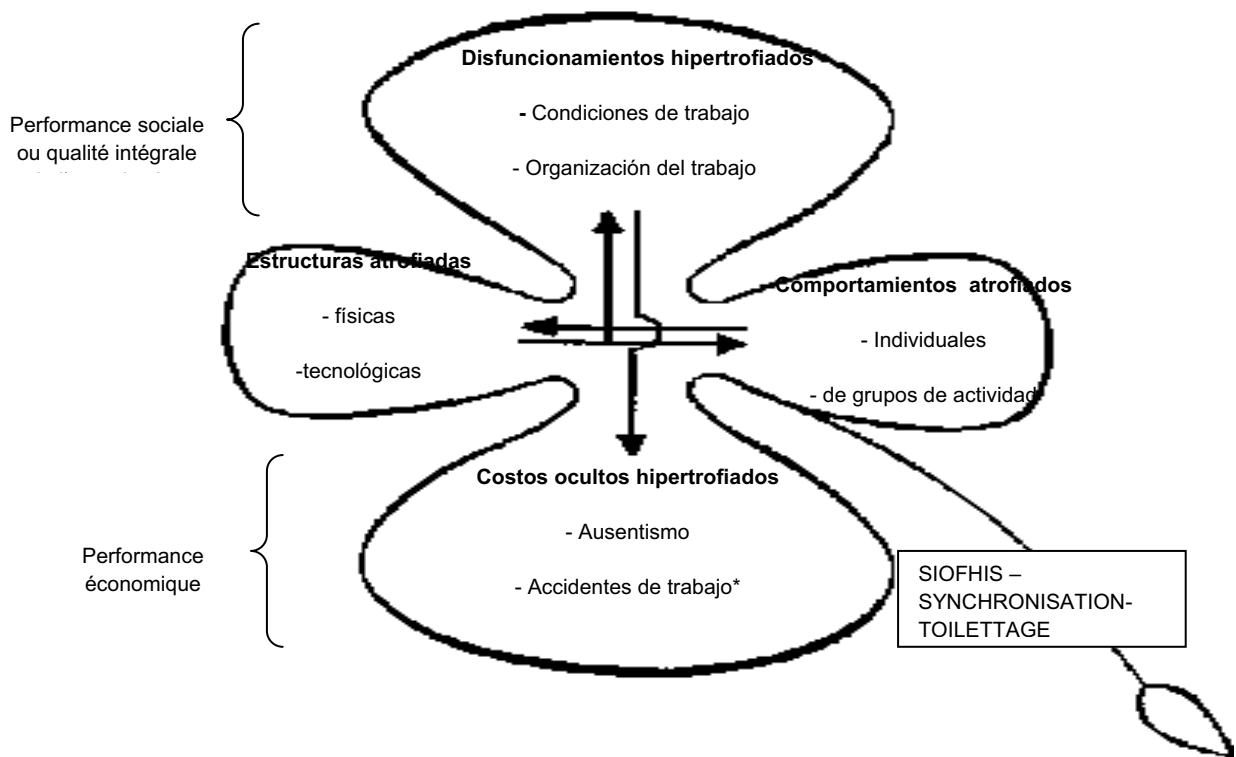 Disfuncionamientos hipertrofiados
- Condiciones de trabajo
- Organización del trabajo
Performance sociale
ou qualité intégrale
Estructuras atrofiadas
- físicas
-tecnológicas
Comportamientos atrofiados
- Individuales
- de grupos de actividad
Costos ocultos hipertrofiados
- Ausentismo
- Accidentes de trabajo*
Performance
économique
SIOFHIS –
SYNCHRONISATION-
TOILETTAGE